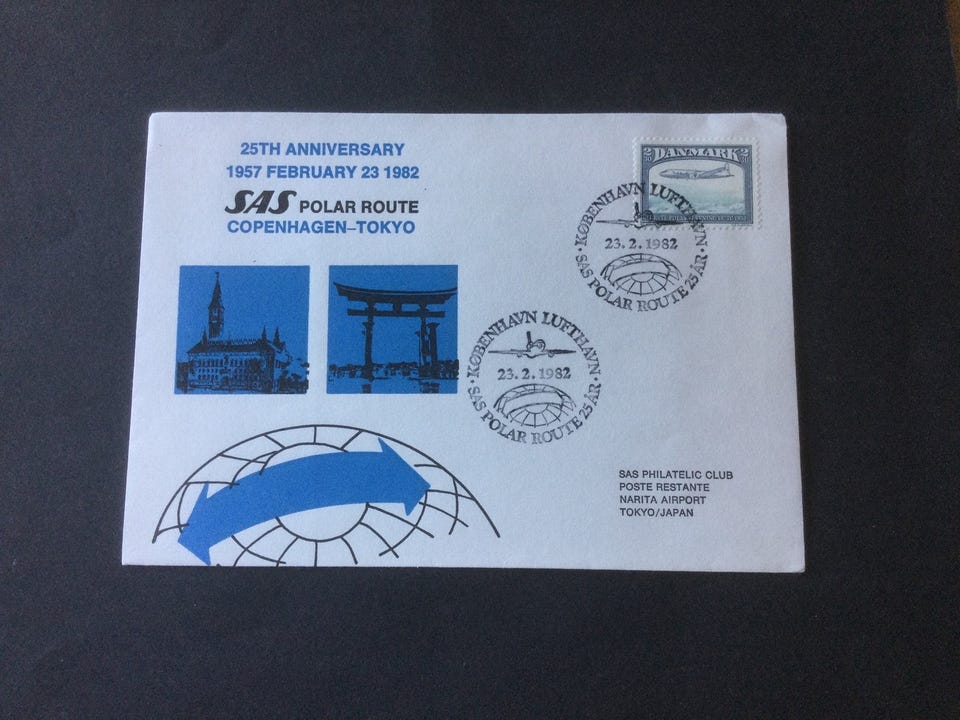 25TH ANNIVERSARY
1957 FEBRUARY 23 1982
SAS POLAR ROUTE
COPENHAGEN–TOKYO
DANMARK
KØBENHAVN LUFTHAVN
23.2.1982
SAS POLAR ROUTE 25 ÅR
KØBENHAVN LUFTHAVN
23.2.1982
SAS POLAR ROUTE 25 ÅR
SAS PHILATELIC CLUB
POSTE RESTANTE
NARITA AIRPORT
TOKYO/JAPAN